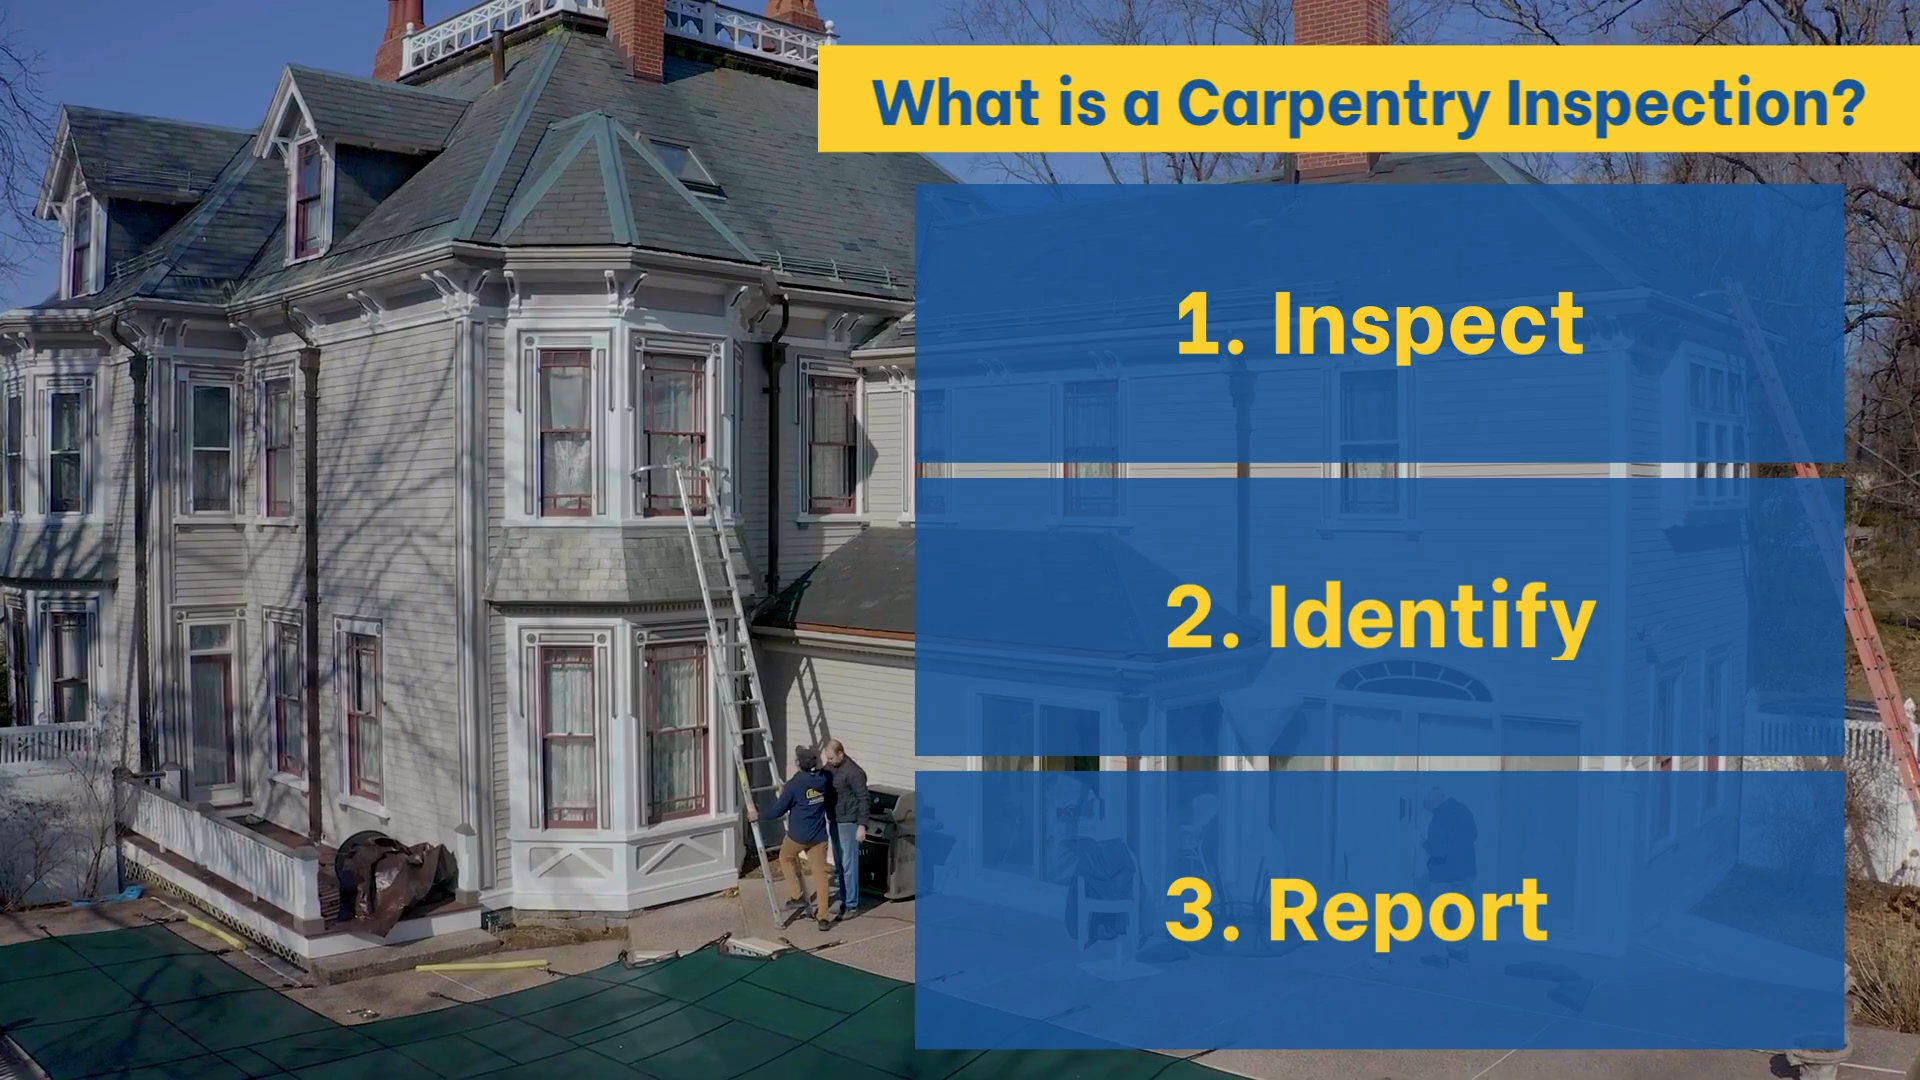 What is a Carpentry Inspection?
1. Inspect
2. Identify
3. Report